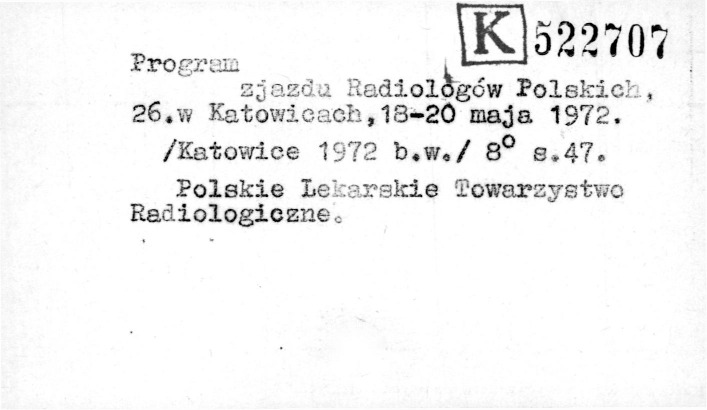 K 522707
Program
zjazdu Radiologów Polskich,
26.w Katowicach,18-20 maja 1972.
/Katowice 1972 b.w./ 8° s.47.
Polskie Lekarskie Towarzystwo
Radiologiczne.